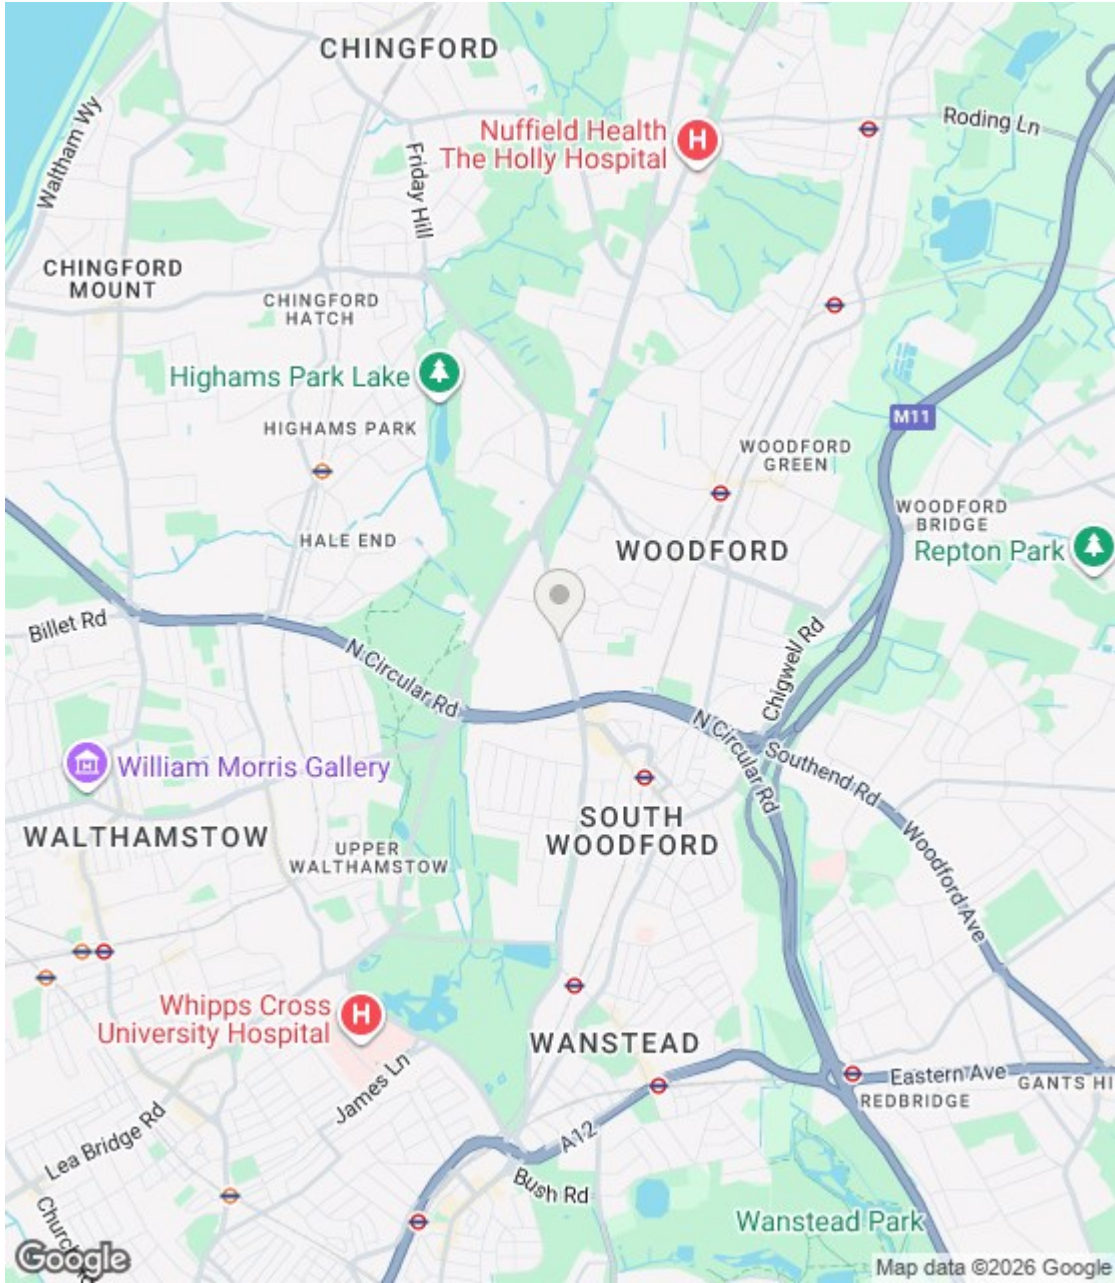 CHINGFORD
Nuffield Health
The Holly Hospital
H
Roding Ln
Waltham Wy
Friday Hill
CHINGFORD
MOUNT
CHINGFORD
HATCH
Highams Park Lake
M11
HIGHAMS PARK
WOODFORD
GREEN
WOODFORD
BRIDGE
HALE END
WOODFORD
Repton Park
Billet Rd
N Circular Rd
Chigwell Rd
N Circular Rd
Southend Rd
William Morris Gallery
SOUTH
WOODFORD
WALTHAMSTOW
UPPER
WALTHAMSTOW
Woodford Ave
Whipps Cross
University Hospital
H
WANSTEAD
Eastern Ave
GANTS HI
REDBRIDGE
James Ln
Lea Bridge Rd
A12
Bush Rd
Wanstead Park
Google
Map data ©2026 Google